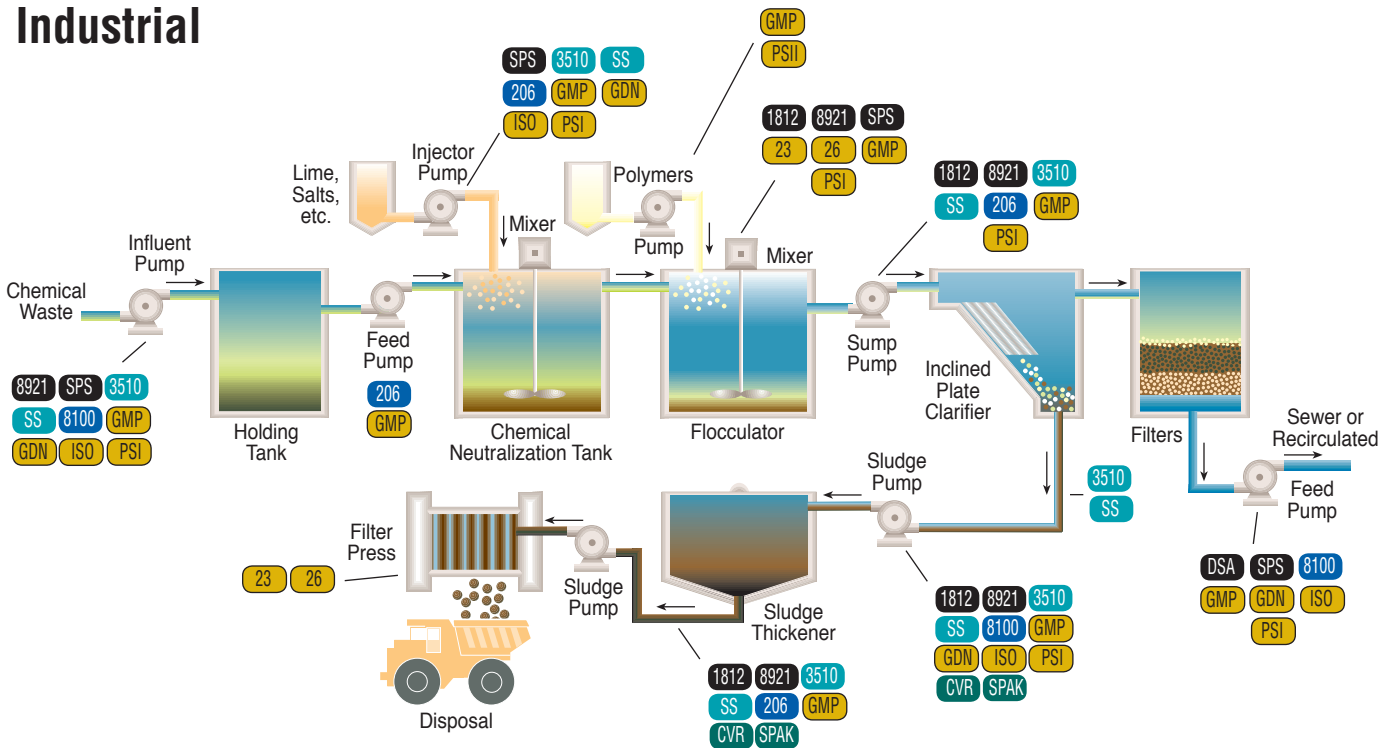 Industrial
GMP
PSII
SPS 3510 SS
206 GMP GDN
ISO PSI
1812 8921 SPS
23 26 GMP
PSI
1812 8921 3510
SS 206 GMP
PSI
Lime,
Salts,
etc.
Injector
Pump
Mixer
Polymers
Pump
Mixer
Influent
Pump
Chemical
Waste
Feed
Pump
Sump
Pump
Inclined
Plate
Clarifier
8921 SPS 3510
SS 8100 GMP
GDN ISO PSI
206
GMP
Holding
Tank
Chemical
Neutralization Tank
Flocculator
Filters
Sewer or
Recirculated
Feed
Pump
Sludge
Pump
3510
SS
Filter
Press
23 26
Sludge
Pump
Sludge
Thickener
DSA SPS 8100
GMP GDN ISO
PSI
1812 8921 3510
SS 8100 GMP
GDN ISO PSI
CVR SPAK
1812 8921 3510
SS 206 GMP
CVR SPAK
Disposal